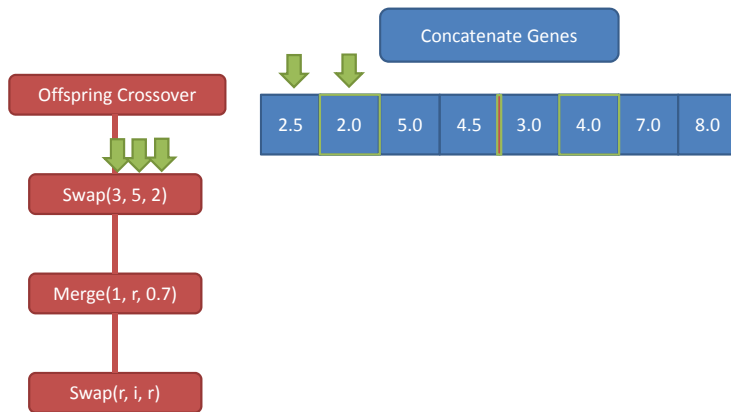 Concatenate Genes
Offspring Crossover
2.5 2.0 5.0 4.5 3.0 4.0 7.0 8.0
Swap(3, 5, 2)
Merge(1, r, 0.7)
Swap(r, i, r)